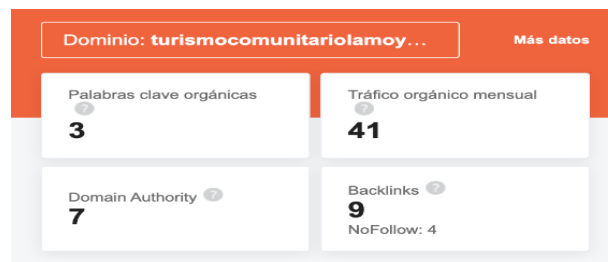 Dominio: turismocomunitariolamoy...
Más datos
Palabras clave orgánicas
?
3
Tráfico orgánico mensual
?
41
Domain Authority ?
7
Backlinks ?
9
NoFollow: 4